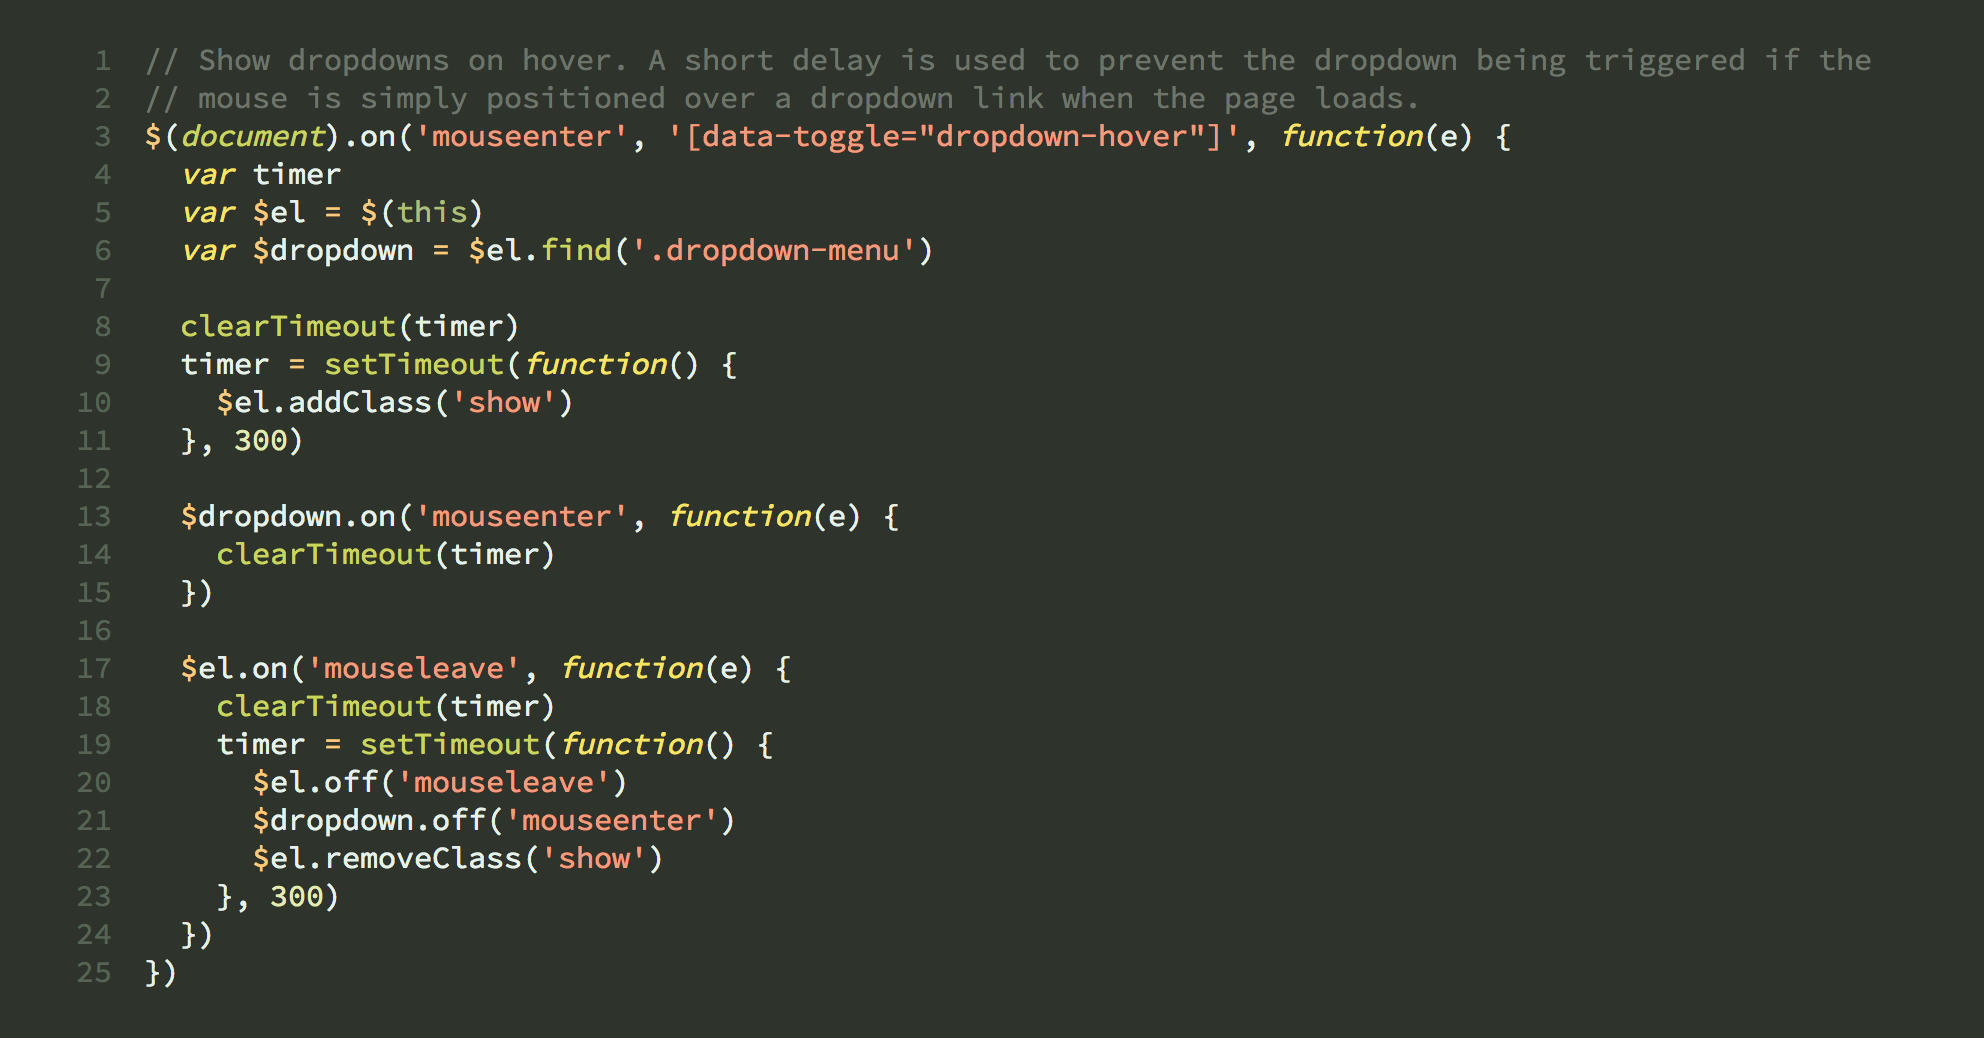 1 // Show dropdowns on hover. A short delay is used to prevent the dropdown being triggered if the
2 // mouse is simply positioned over a dropdown link when the page loads.
3 $(document).on('mouseenter', '[data-toggle="dropdown-hover"]', function(e) {
4   var timer
5   var $el = $(this)
6   var $dropdown = $el.find('.dropdown-menu')
7
8   clearTimeout(timer)
9   timer = setTimeout(function() {
10     $el.addClass('show')
11   }, 300)
12
13   $dropdown.on('mouseenter', function(e) {
14     clearTimeout(timer)
15   })
16
17   $el.on('mouseleave', function(e) {
18     clearTimeout(timer)
19     timer = setTimeout(function() {
20       $el.off('mouseleave')
21       $dropdown.off('mouseenter')
22       $el.removeClass('show')
23     }, 300)
24   })
25 })